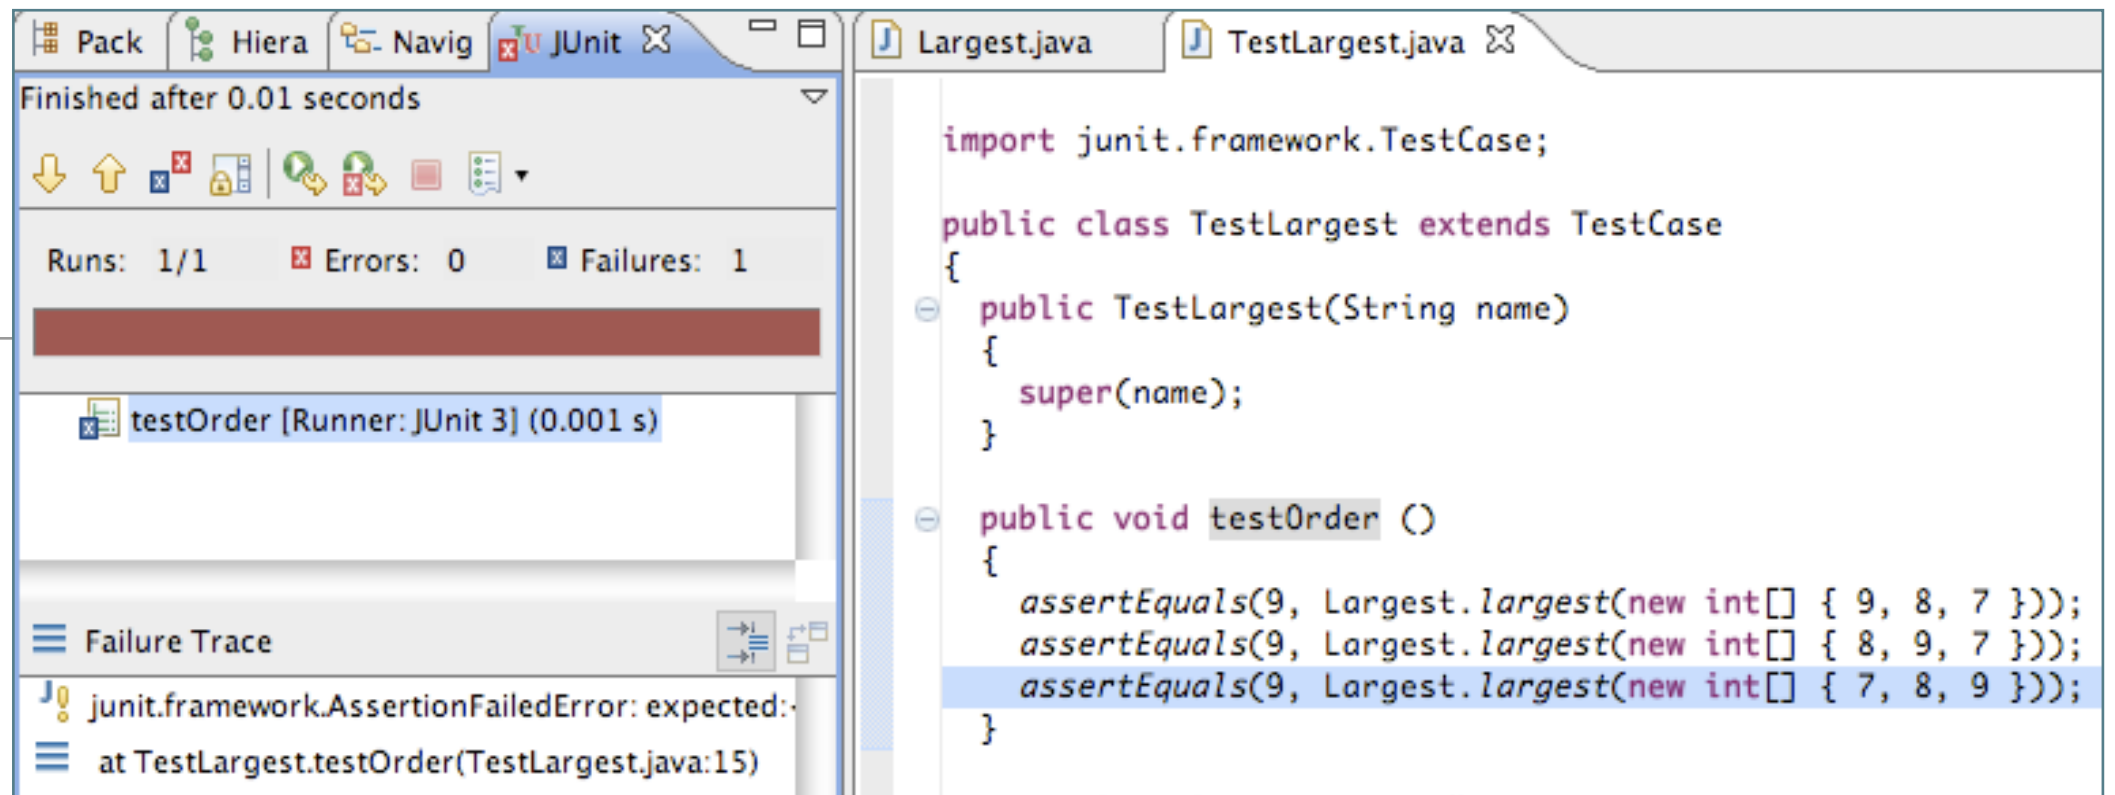 Pack Hiera Navig JUnit
Finished after 0.01 seconds
Runs: 1/1 Errors: 0 Failures: 1
testOrder [Runner: JUnit 3] (0.001 s)
Failure Trace
junit.framework.AssertionFailedError: expected:
at TestLargest.testOrder(TestLargest.java:15)
Largest.java TestLargest.java
import junit.framework.TestCase;
public class TestLargest extends TestCase
{
public TestLargest(String name)
{
super(name);
}
public void testOrder ()
{
assertEquals(9, Largest.largest(new int[] { 9, 8, 7 }));
assertEquals(9, Largest.largest(new int[] { 8, 9, 7 }));
assertEquals(9, Largest.largest(new int[] { 7, 8, 9 }));
}